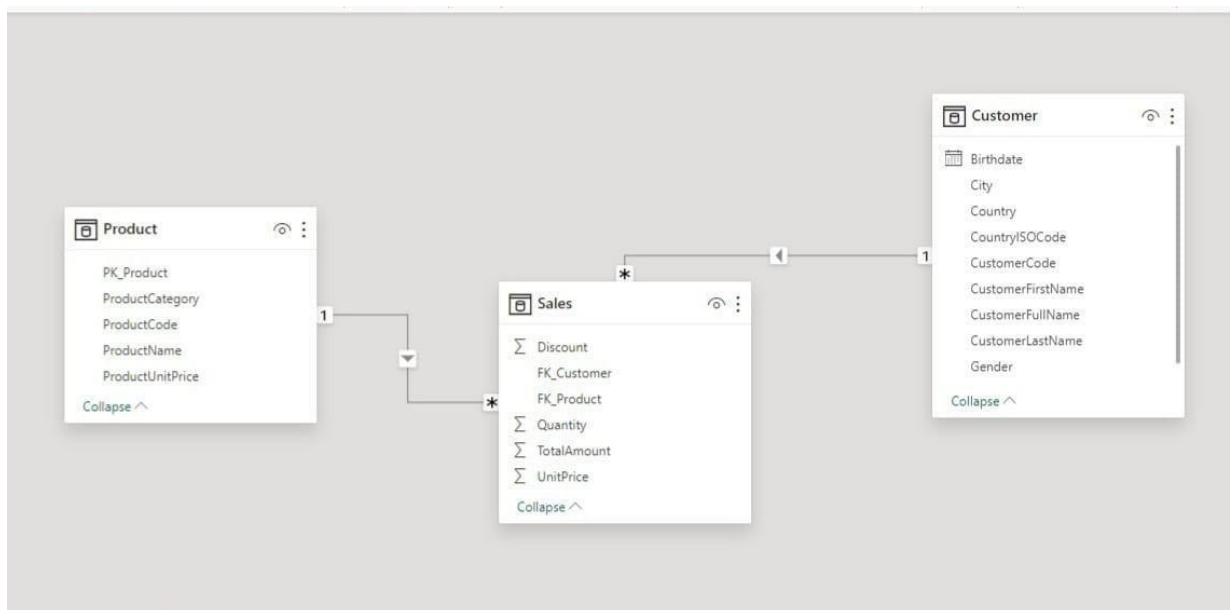 Product
PK_Product
ProductCategory
ProductCode
ProductName
ProductUnitPrice
Collapse
1
*
Sales
Discount
FK_Customer
FK_Product
Quantity
TotalAmount
UnitPrice
Collapse
*
1
Customer
Birthdate
City
Country
CountryISOCode
CustomerCode
CustomerFirstName
CustomerFullName
CustomerLastName
Gender
Collapse